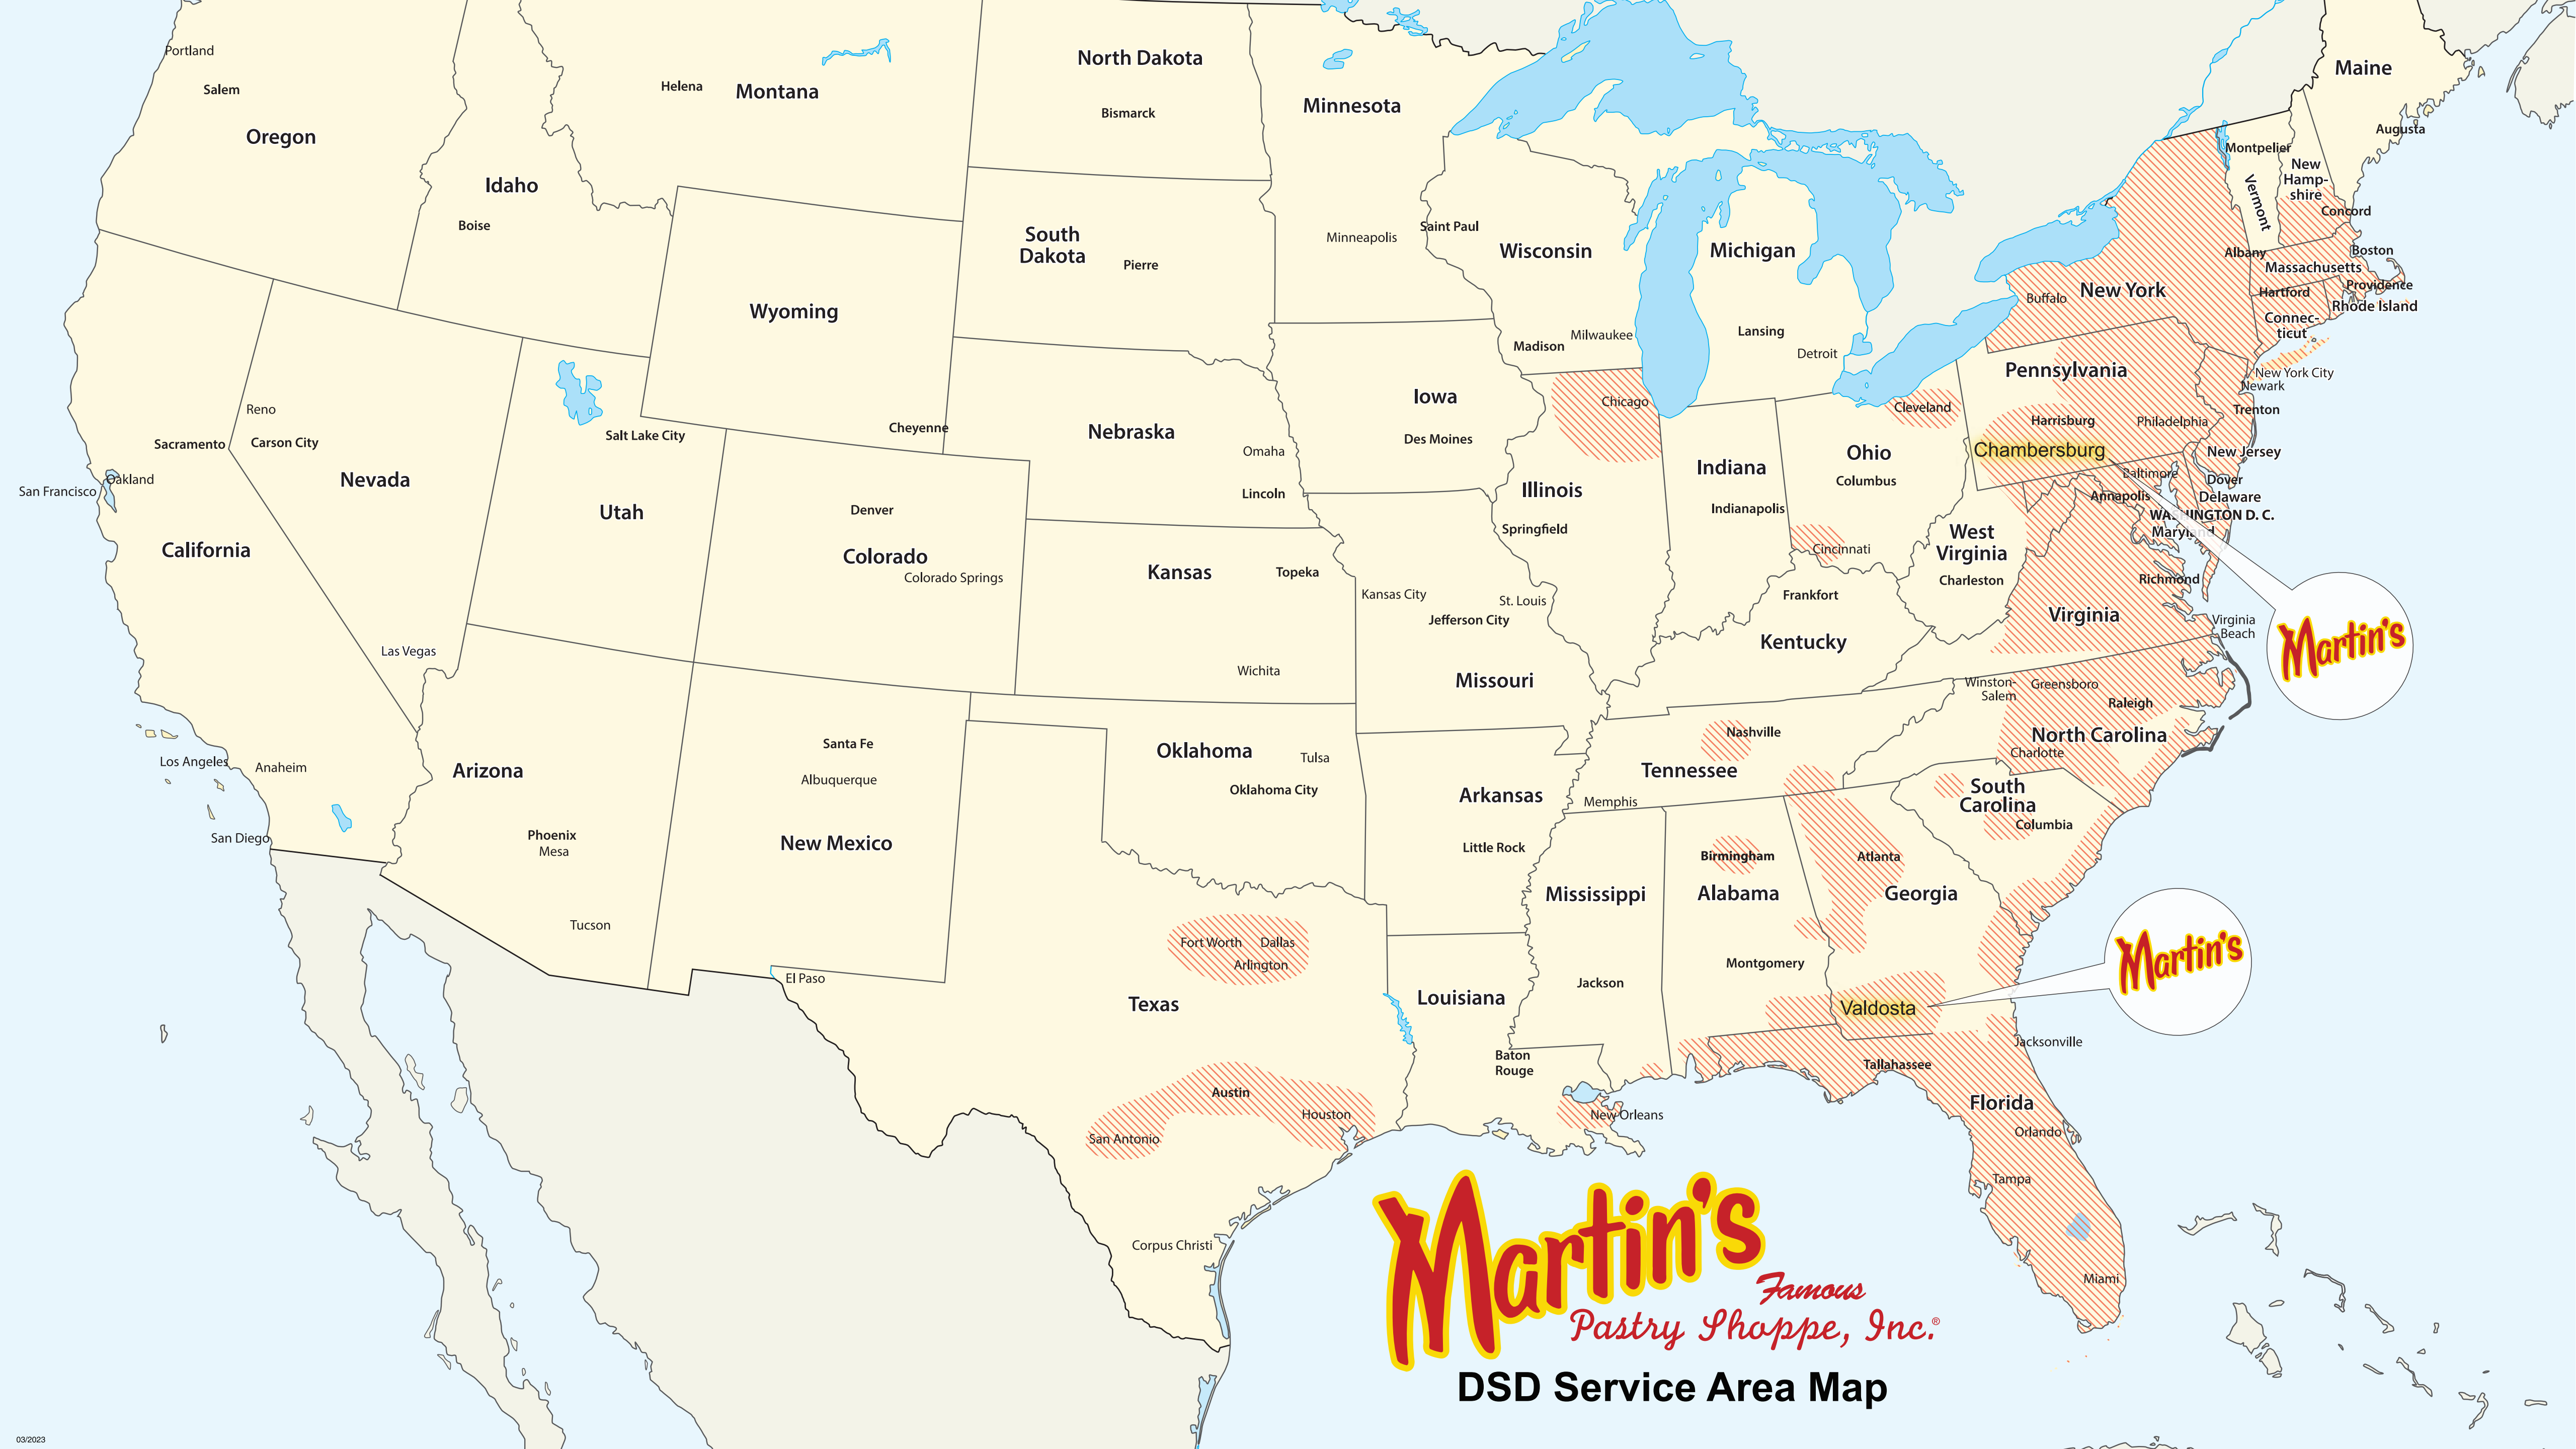 Portland
Salem
Oregon
Helena
Montana
North Dakota
Bismarck
Minnesota
Maine
Augusta
Montpelier
New
Hamp-
shire
Vermont
Concord
Idaho
Boise
South
Dakota
Pierre
Minneapolis
Saint Paul
Wisconsin
Michigan
Albany
Boston
Massachusetts
Hartford
Providence
Rhode Island
Connec-
ticut
Buffalo
New York
Wyoming
Madison
Milwaukee
Lansing
Detroit
Pennsylvania
New York City
Newark
Reno
Sacramento
Carson City
Nevada
Salt Lake City
Utah
Cheyenne
Nebraska
Omaha
Lincoln
Iowa
Des Moines
Chicago
Cleveland
Harrisburg
Philadelphia
Trenton
Chambersburg
New Jersey
Baltimore
Dover
Annapolis
Delaware
WASHINGTON D. C.
Maryland
San Francisco
Oakland
California
Denver
Colorado
Colorado Springs
Illinois
Springfield
Indiana
Indianapolis
Ohio
Columbus
Cincinnati
West
Virginia
Charleston
Richmond
Virginia
Virginia
Beach
Martin's
Kansas
Topeka
Wichita
Kansas City
St. Louis
Jefferson City
Missouri
Frankfort
Kentucky
Las Vegas
Winston-
Salem
Greensboro
Raleigh
North Carolina
Charlotte
Los Angeles
Anaheim
San Diego
Arizona
Phoenix
Mesa
Tucson
Santa Fe
Albuquerque
New Mexico
Oklahoma
Tulsa
Oklahoma City
Arkansas
Little Rock
Nashville
Tennessee
Memphis
South
Carolina
Columbia
Birmingham
Alabama
Montgomery
Atlanta
Georgia
Mississippi
Jackson
Martin's
Valdosta
El Paso
Fort Worth
Dallas
Arlington
Texas
Louisiana
Baton
Rouge
New Orleans
Austin
Houston
San Antonio
Corpus Christi
Jacksonville
Tallahassee
Florida
Orlando
Tampa
Miami
Martin's
Famous
Pastry Shoppe, Inc.®
DSD Service Area Map
03/2023